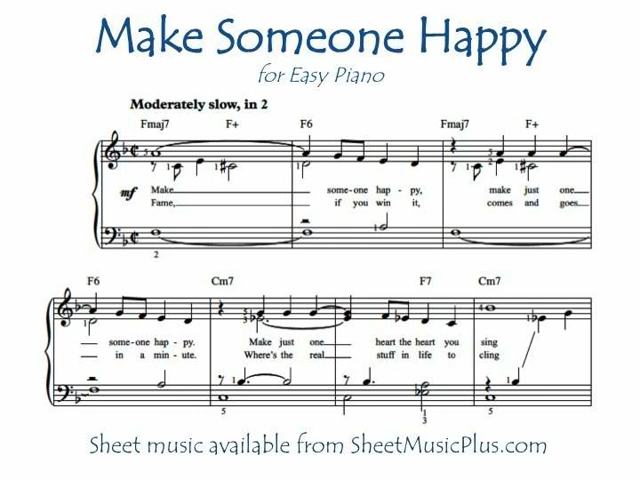 Make Someone Happy
for Easy Piano
Moderately slow, in 2
Fmaj7 F+ F6 Fmaj7 F+
mf
Make some-one hap - py, make just one
Fame, if you win it, comes and goes
F6 Cm7 F7 Cm7
some-one hap - py. Make just one heart the heart you sing
in a min - ute. Where's the real stuff in life to cling
Sheet music available from SheetMusicPlus.com